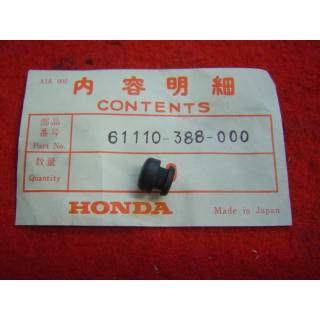 内容明細
CONTENTS
部品番号
Part No.
61110-388-000
数量
Quantity
HONDA
Made in Japan